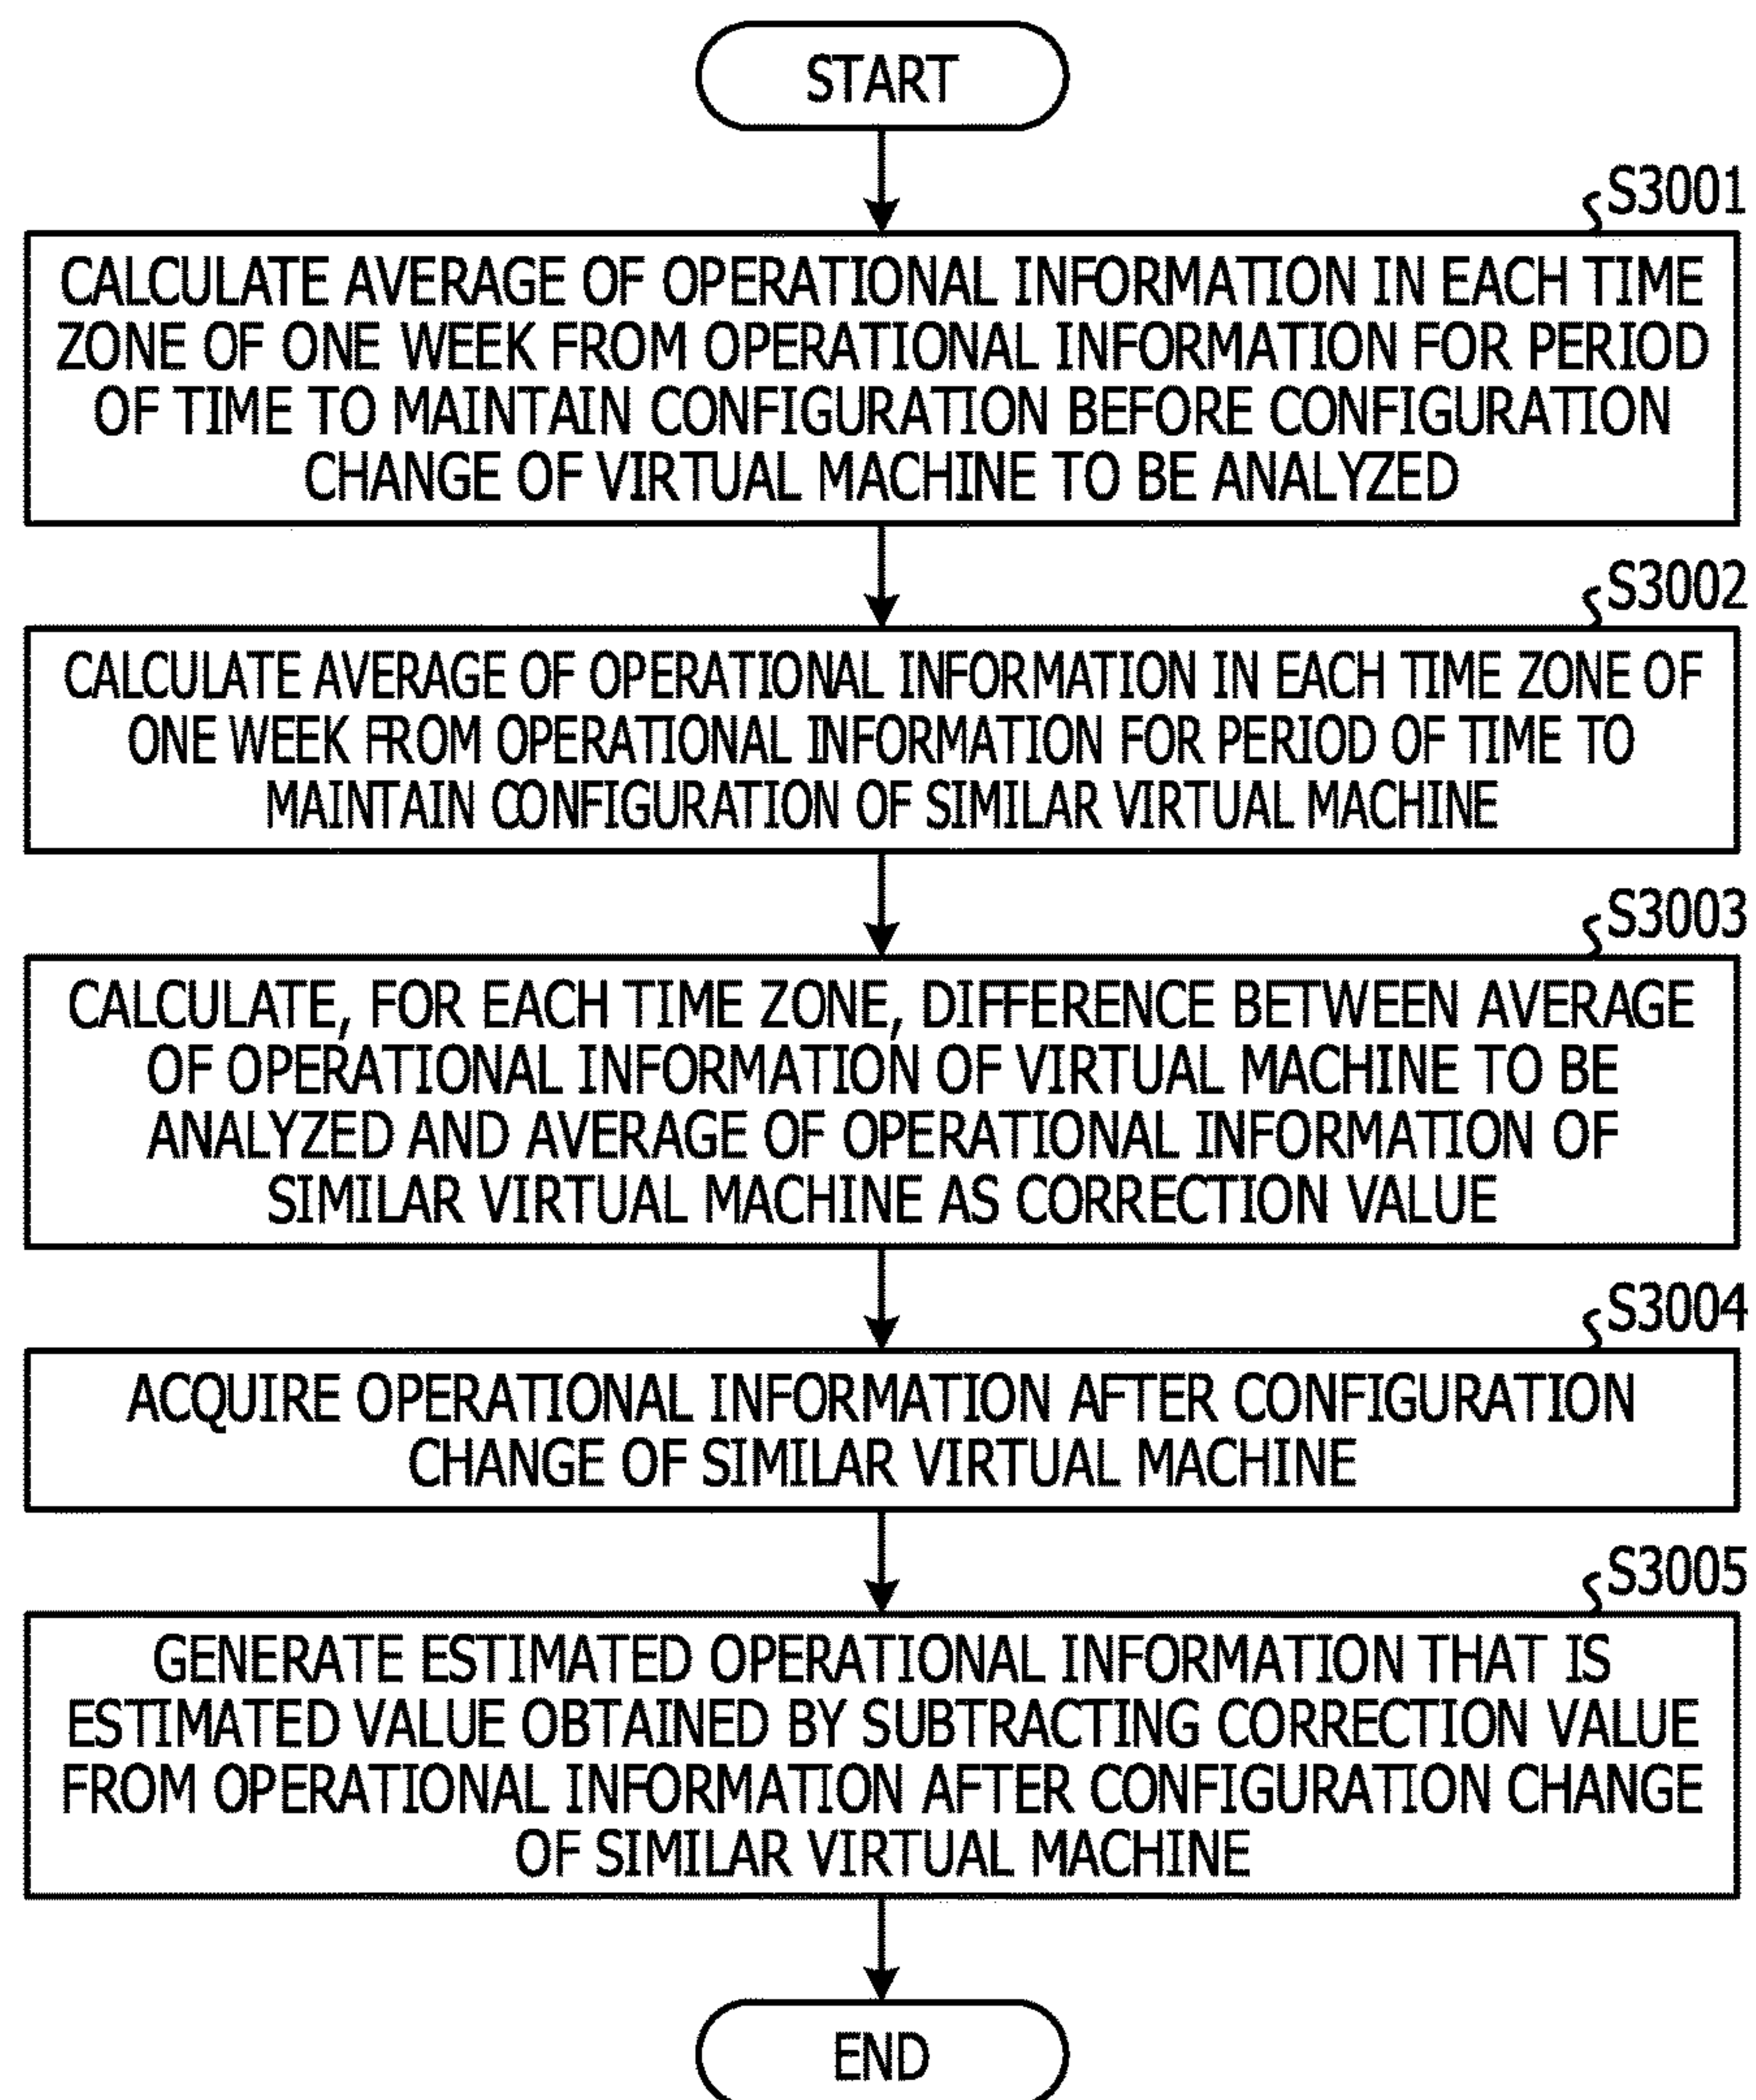 START
S3001
CALCULATE AVERAGE OF OPERATIONAL INFORMATION IN EACH TIME
ZONE OF ONE WEEK FROM OPERATIONAL INFORMATION FOR PERIOD
OF TIME TO MAINTAIN CONFIGURATION BEFORE CONFIGURATION
CHANGE OF VIRTUAL MACHINE TO BE ANALYZED
S3002
CALCULATE AVERAGE OF OPERATIONAL INFORMATION IN EACH TIME ZONE OF
ONE WEEK FROM OPERATIONAL INFORMATION FOR PERIOD OF TIME TO
MAINTAIN CONFIGURATION OF SIMILAR VIRTUAL MACHINE
S3003
CALCULATE, FOR EACH TIME ZONE, DIFFERENCE BETWEEN AVERAGE
OF OPERATIONAL INFORMATION OF VIRTUAL MACHINE TO BE
ANALYZED AND AVERAGE OF OPERATIONAL INFORMATION OF
SIMILAR VIRTUAL MACHINE AS CORRECTION VALUE
S3004
ACQUIRE OPERATIONAL INFORMATION AFTER CONFIGURATION
CHANGE OF SIMILAR VIRTUAL MACHINE
S3005
GENERATE ESTIMATED OPERATIONAL INFORMATION THAT IS
ESTIMATED VALUE OBTAINED BY SUBTRACTING CORRECTION VALUE
FROM OPERATIONAL INFORMATION AFTER CONFIGURATION CHANGE
OF SIMILAR VIRTUAL MACHINE
END